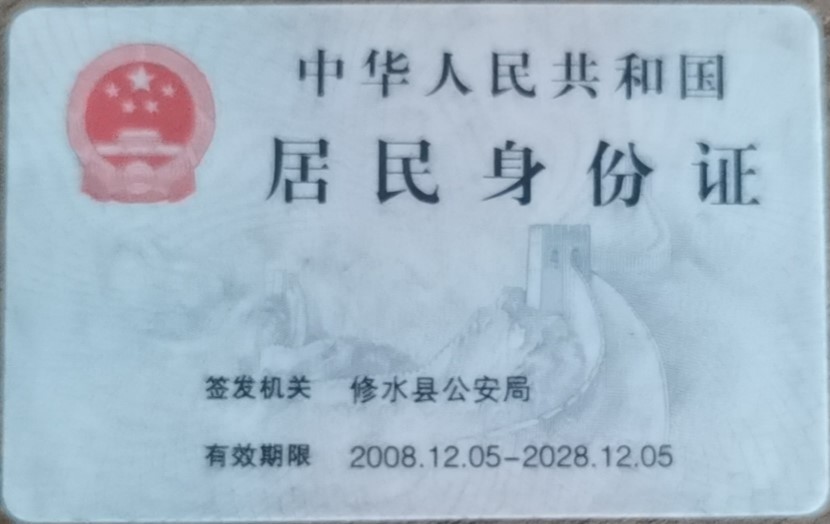 中华人民共和国
居民身份证
签发机关 修水县公安局
有效期限 2008.12.05-2028.12.05